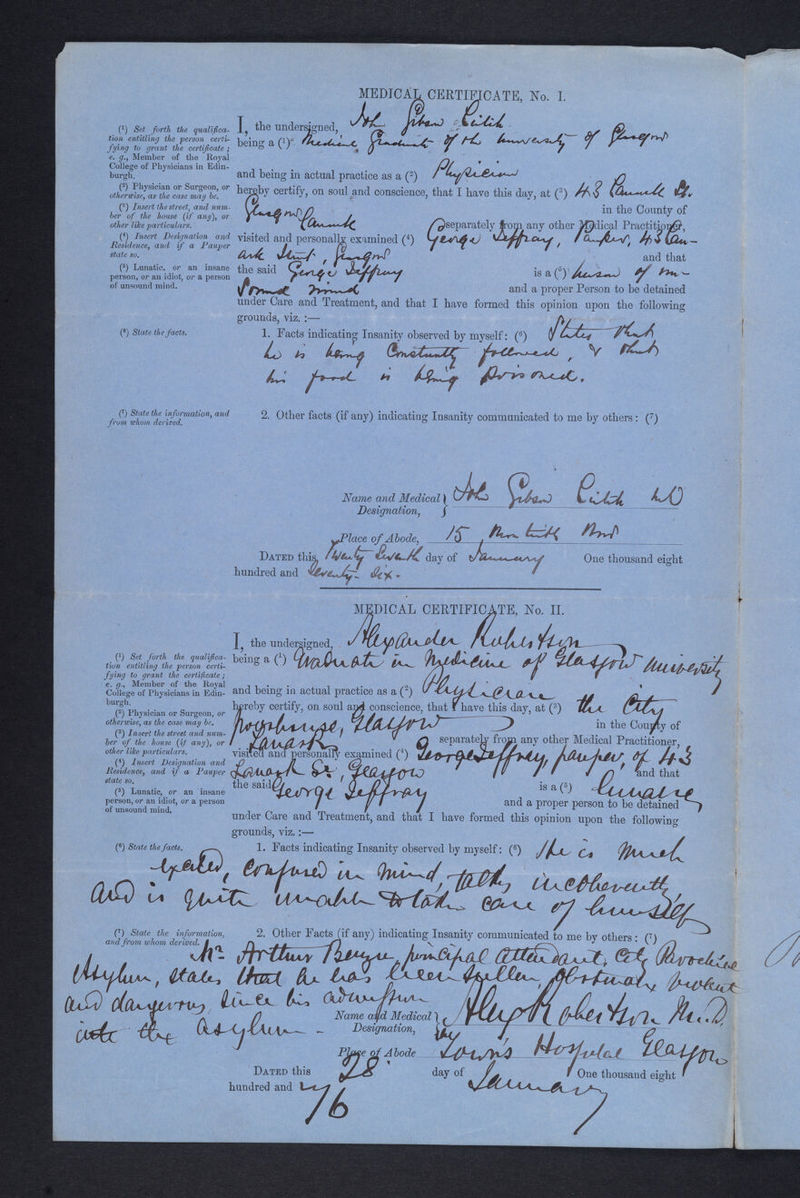 MEDICAL CERTIFICATE, No. I.
(¹) Set forth the qualifica-
tion entitling the person certi-
fying to grant the certificate;
e. g., Member of the Royal
College of Physicians in Edin-
burgh.
(²) Physician or Surgeon, or
otherwise, as the case may be.
(³) Insert the street, and num-
ber of the house (if any), or
other like particulars.
(⁴) Insert Designation and
Residence, and if a Pauper
state so.
(⁵) Lunatic, or an insane
person, or an idiot, or a person
of unsound mind.
I, the undersigned, John Gibson
being a (¹) Medicine Graduate of the University of Glasgow
and being in actual practice as a (²) Physician
hereby certify, on soul and conscience, that I have this day, at (³) 43 Lanark St.
Glasgow in the County of
Lanark separately from any other Medical Practitioner,
visited and personally examined (⁴) George Jeffray, Pauper, 43 Lan-
ark Street, Glasgow and that
the said George Jeffray is a (⁵) person of un-
sound mind and a proper Person to be detained
under Care and Treatment, and that I have formed this opinion upon the following
grounds, viz.:—
(⁶) State the facts.
1. Facts indicating Insanity observed by myself: (⁶) States that
he is being constantly followed, & that
his food is being poisoned.
(⁷) State the information, and
from whom derived.
2. Other facts (if any) indicating Insanity communicated to me by others: (⁷)
Name and Medical
Designation, } John Gibson MD
Place of Abode, 15 Monteith Row
DATED this, Twenty Seventh day of January One thousand eight
hundred and Seventy-Six.
MEDICAL CERTIFICATE, No. II.
(¹) Set forth the qualifica-
tion entitling the person certi-
fying to grant the certificate;
e. g., Member of the Royal
College of Physicians in Edin-
burgh.
(²) Physician or Surgeon, or
otherwise, as the case may be.
(³) Insert the street and num-
ber of the house (if any), or
other like particulars.
(⁴) Insert Designation and
Residence, and if a Pauper
state so.
(⁵) Lunatic, or an insane
person, or an idiot, or a person
of unsound mind.
I, the undersigned, Alexander Robertson
being a (¹) Graduate in Medicine of Glasgow University
and being in actual practice as a (²) Physician
hereby certify, on soul and conscience, that I have this day, at (³) the City
Poorhouse, Glasgow in the County of
Lanark separately from any other Medical Practitioner,
visited and personally examined (⁴) George Jeffray, pauper, of 43
Lanark St., Glasgow and that
the said George Jeffray is a (⁵) lunatic
and a proper person to be detained
under Care and Treatment, and that I have formed this opinion upon the following
grounds, viz.:—
(⁶) State the facts.
1. Facts indicating Insanity observed by myself: (⁶) He is much
excited, confused in mind, talks incoherently,
and is quite unable to take care of himself
(⁷) State the information,
and from whom derived.
2. Other Facts (if any) indicating Insanity communicated to me by others: (⁷)
Mr Arthur principal attendant, City Parochial
Asylum, states that he has been sullen, obstinate violent
and dangerous since his admission
into the asylum –
Name and Medical
Designation, } Alex Robertson M.D.
Place of Abode Town's Hospital Glasgow
DATED this 28 day of January One thousand eight
hundred and 76